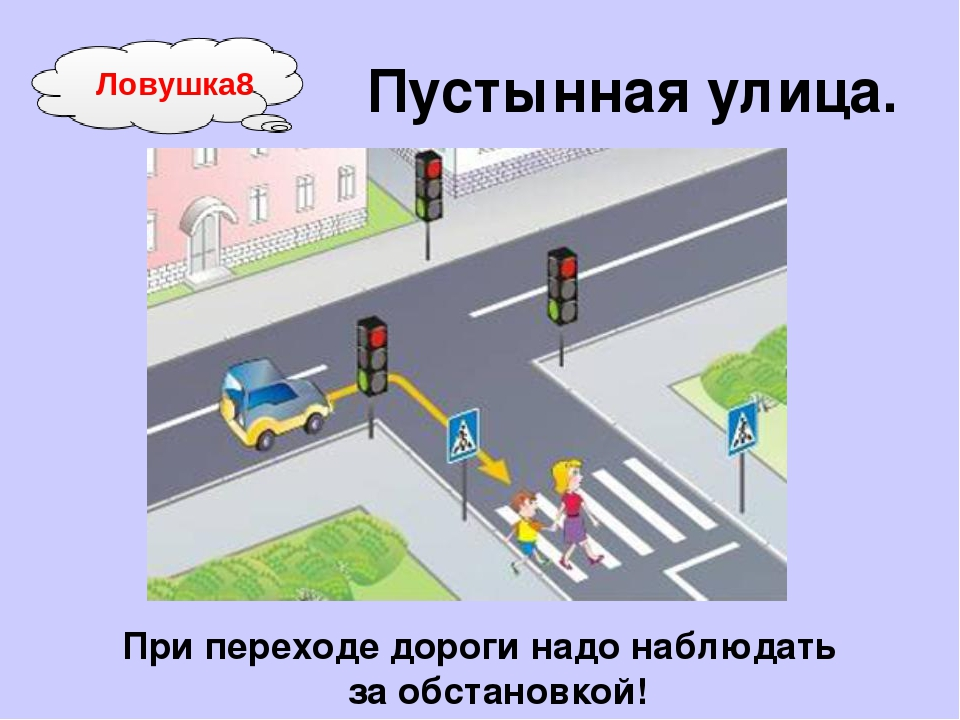 Ловушка8
Пустынная улица.
При переходе дороги надо наблюдать
за обстановкой!